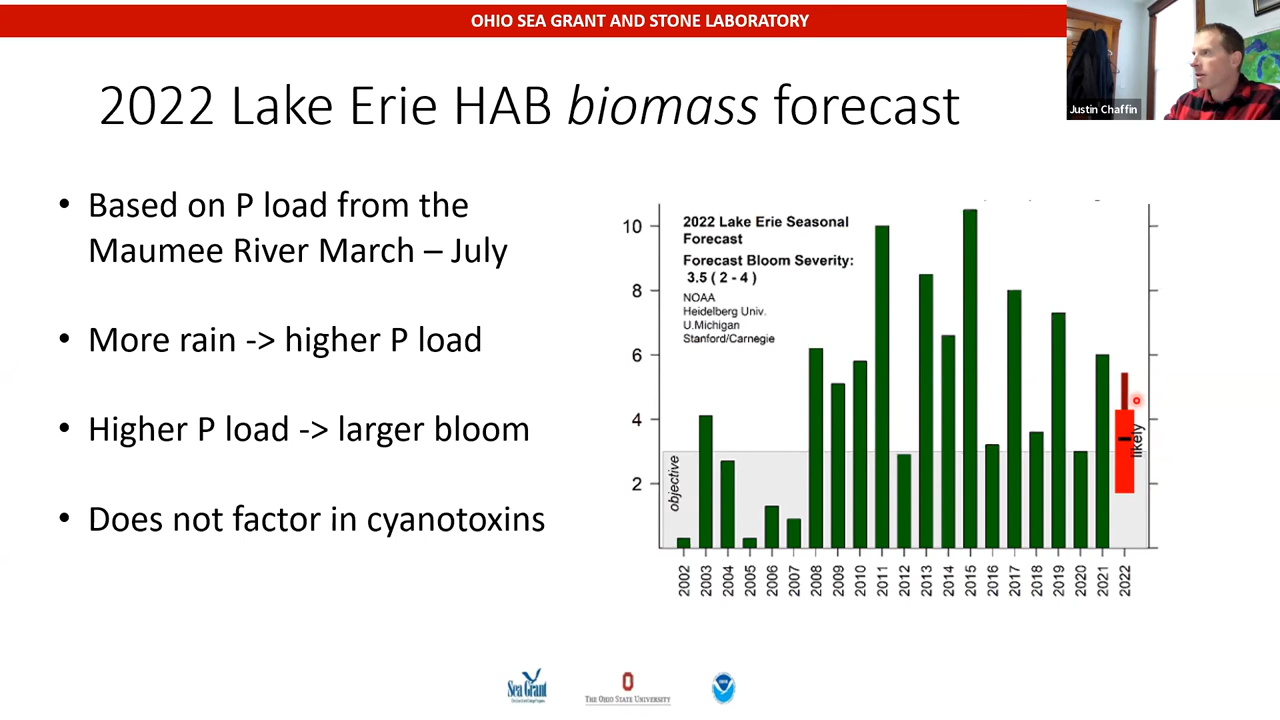 OHIO SEA GRANT AND STONE LABORATORY
Justin Chaffin
2022 Lake Erie HAB biomass forecast
• Based on P load from the
Maumee River March – July
• More rain -> higher P load
• Higher P load -> larger bloom
• Does not factor in cyanotoxins
2022 Lake Erie Seasonal
Forecast
Forecast Bloom Severity:
3.5 ( 2 - 4 )
NOAA
Heidelberg Univ.
U.Michigan
Stanford/Carnegie
10
8
6
4
2
objective
likely
2002
2003
2004
2005
2006
2007
2008
2009
2010
2011
2012
2013
2014
2015
2016
2017
2018
2019
2020
2021
2022
Sea Grant
THE OHIO STATE UNIVERSITY